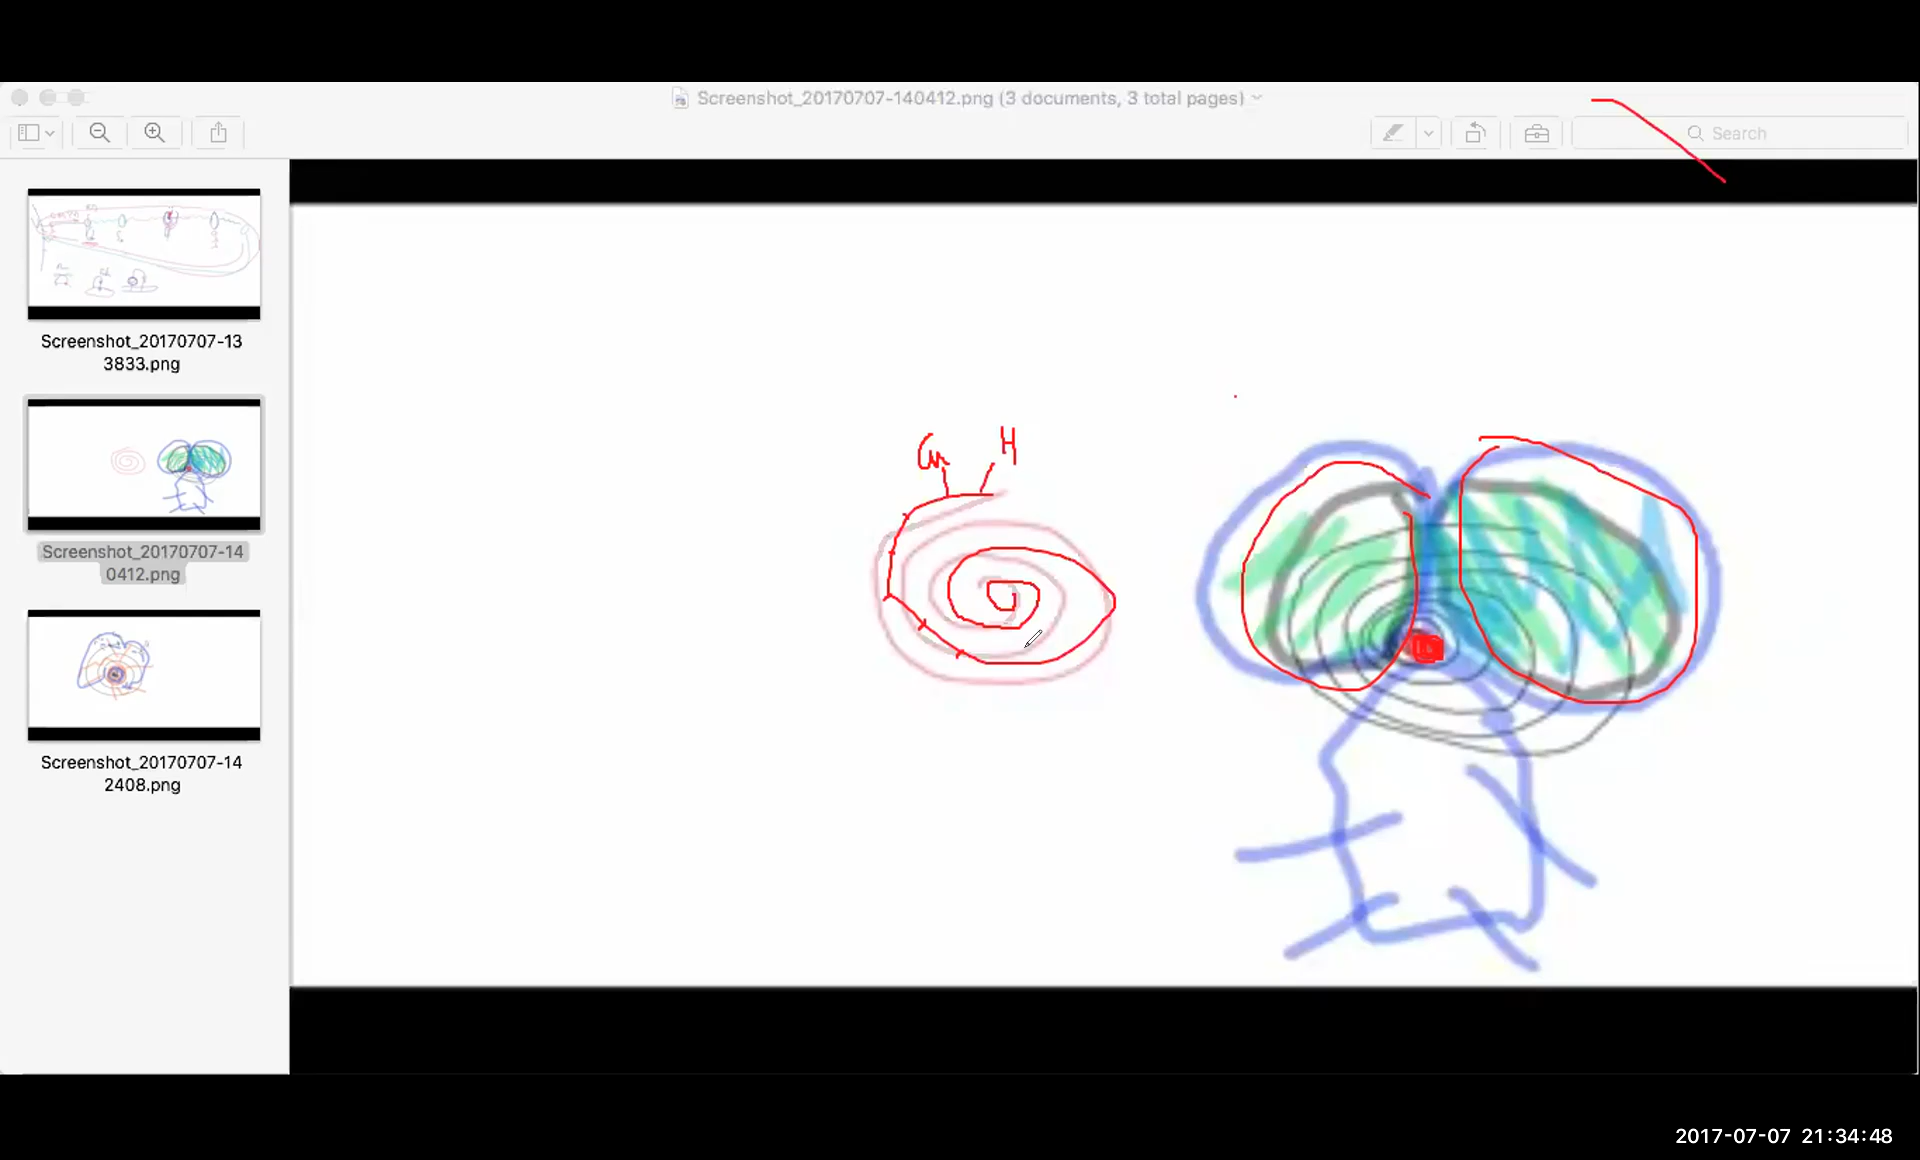 Screenshot_20170707-140412.png (3 documents, 3 total pages)
Search
Screenshot_20170707-13
3833.png
Screenshot_20170707-14
0412.png
Screenshot_20170707-14
2408.png
H
2017-07-07 21:34:48